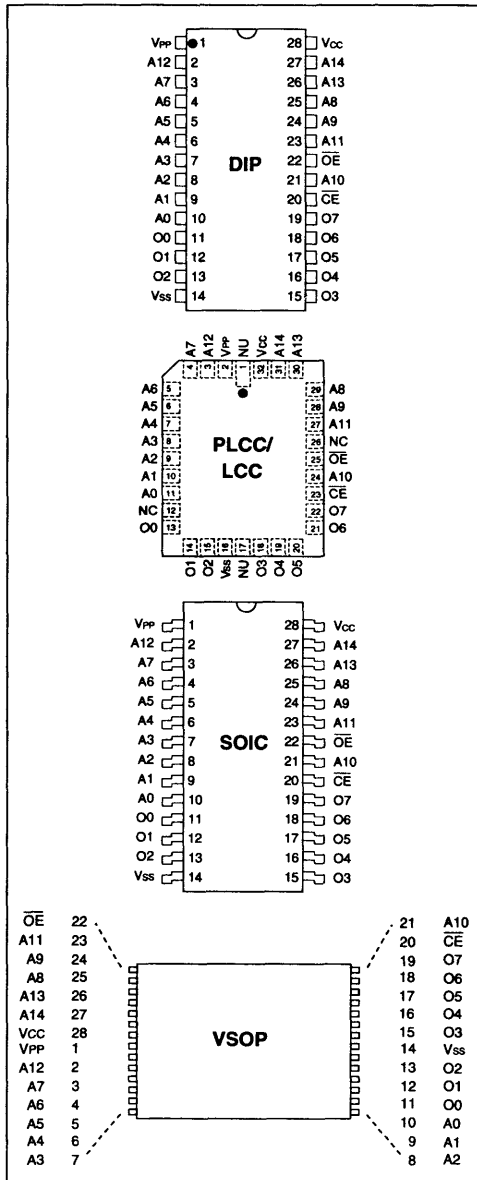 VPP 1 28 VCC
A12 2 27 A14
A7 3 26 A13
A6 4 25 A8
A5 5 24 A9
A4 6 23 A11
A3 7 22 O̅E̅
A2 8 21 A10
A1 9 20 C̅E̅
A0 10 19 O7
O0 11 18 O6
O1 12 17 O5
O2 13 16 O4
VSS 14 15 O3
DIP
A7 A12 VPP NU VCC A14 A13
4 3 2 1 32 31 30
A6 5 29 A8
A5 6 28 A9
A4 7 27 A11
A3 8 26 NC
A2 9 25 O̅E̅
A1 10 24 A10
A0 11 23 C̅E̅
NC 12 22 O7
O0 13 21 O6
PLCC/
LCC
14 15 16 17 18 19 20
O1 O2 VSS NU O3 O4 O5
VPP 1 28 VCC
A12 2 27 A14
A7 3 26 A13
A6 4 25 A8
A5 5 24 A9
A4 6 23 A11
A3 7 22 O̅E̅
A2 8 21 A10
A1 9 20 C̅E̅
A0 10 19 O7
O0 11 18 O6
O1 12 17 O5
O2 13 16 O4
VSS 14 15 O3
SOIC
O̅E̅ 22 21 A10
A11 23 20 C̅E̅
A9 24 19 O7
A8 25 18 O6
A13 26 17 O5
A14 27 16 O4
VCC 28 15 O3
VPP 1 14 VSS
A12 2 13 O2
A7 3 12 O1
A6 4 11 O0
A5 5 10 A0
A4 6 9 A1
A3 7 8 A2
VSOP